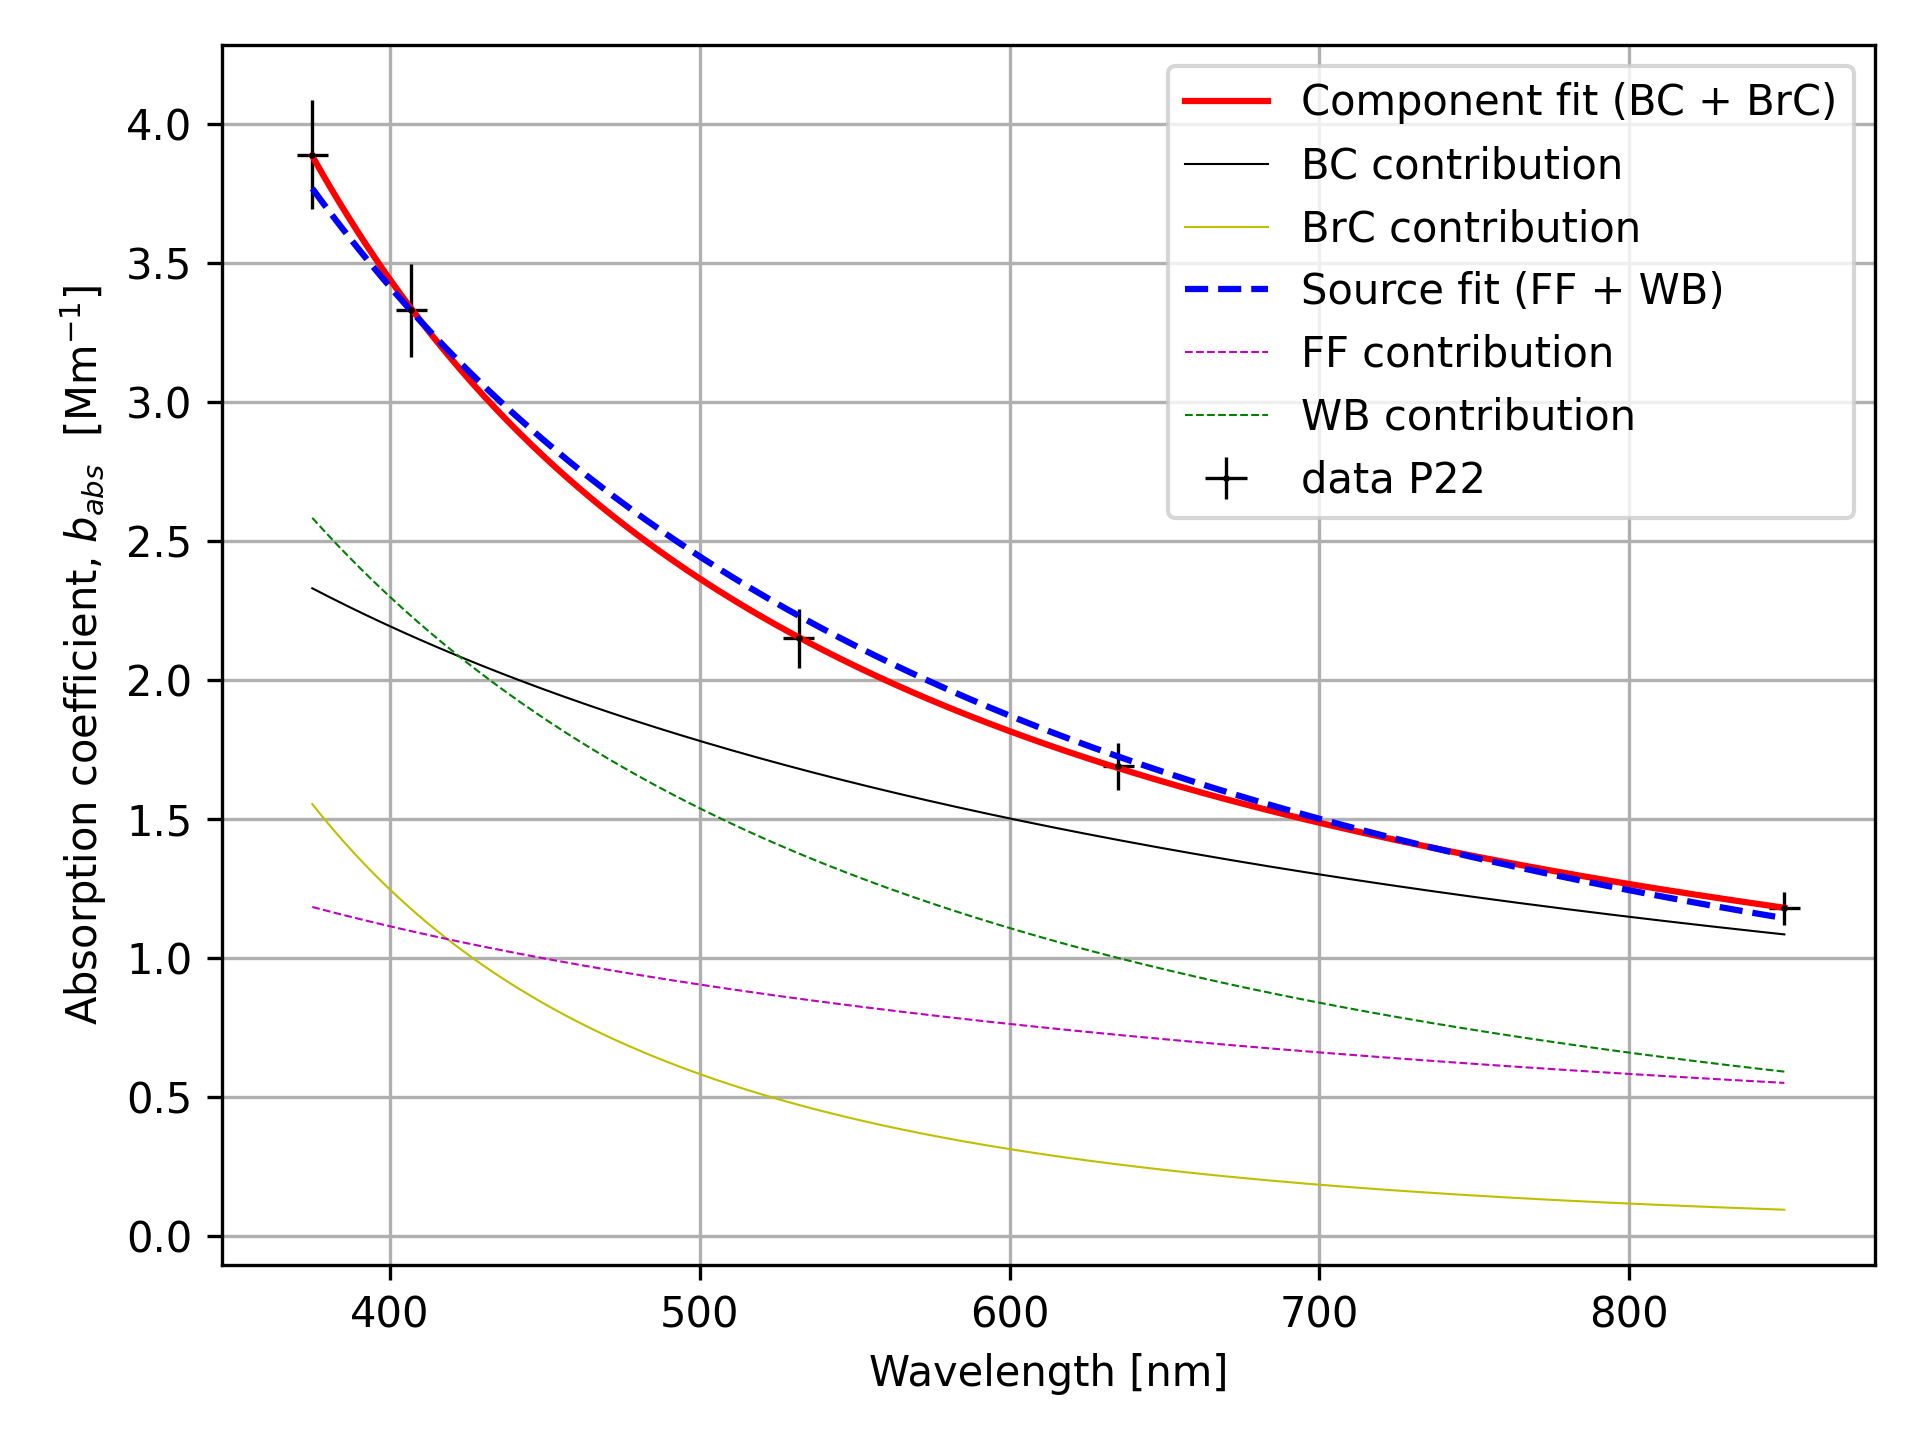 Component fit (BC + BrC)
BC contribution
BrC contribution
Source fit (FF + WB)
FF contribution
WB contribution
data P22
4.0
3.5
3.0
2.5
2.0
1.5
1.0
0.5
0.0
Absorption coefficient, b_abs [Mm⁻¹]
400 500 600 700 800
Wavelength [nm]